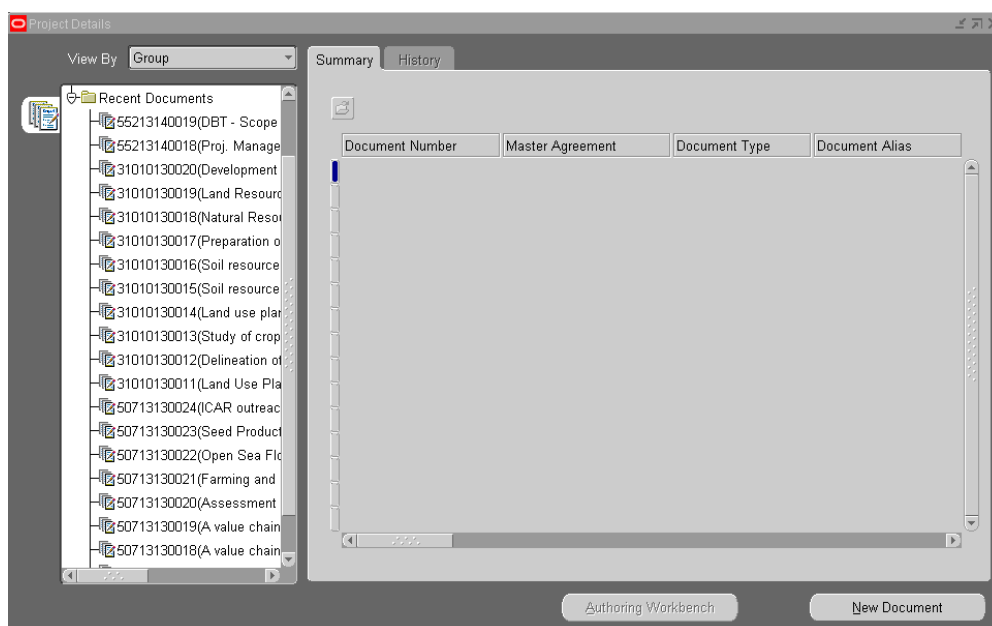 Project Details
View By Group
Summary History
Recent Documents
55213140019(DBT - Scope
55213140018(Proj. Manage
31010130020(Development
31010130019(Land Resourc
31010130018(Natural Resou
31010130017(Preparation o
31010130016(Soil resource
31010130015(Soil resource
31010130014(Land use plan
31010130013(Study of crop
31010130012(Delineation of
31010130011(Land Use Pla
50713130024(ICAR outreac
50713130023(Seed Product
50713130022(Open Sea Flo
50713130021(Farming and
50713130020(Assessment
50713130019(A value chain
50713130018(A value chain
Document Number Master Agreement Document Type Document Alias
Authoring Workbench New Document